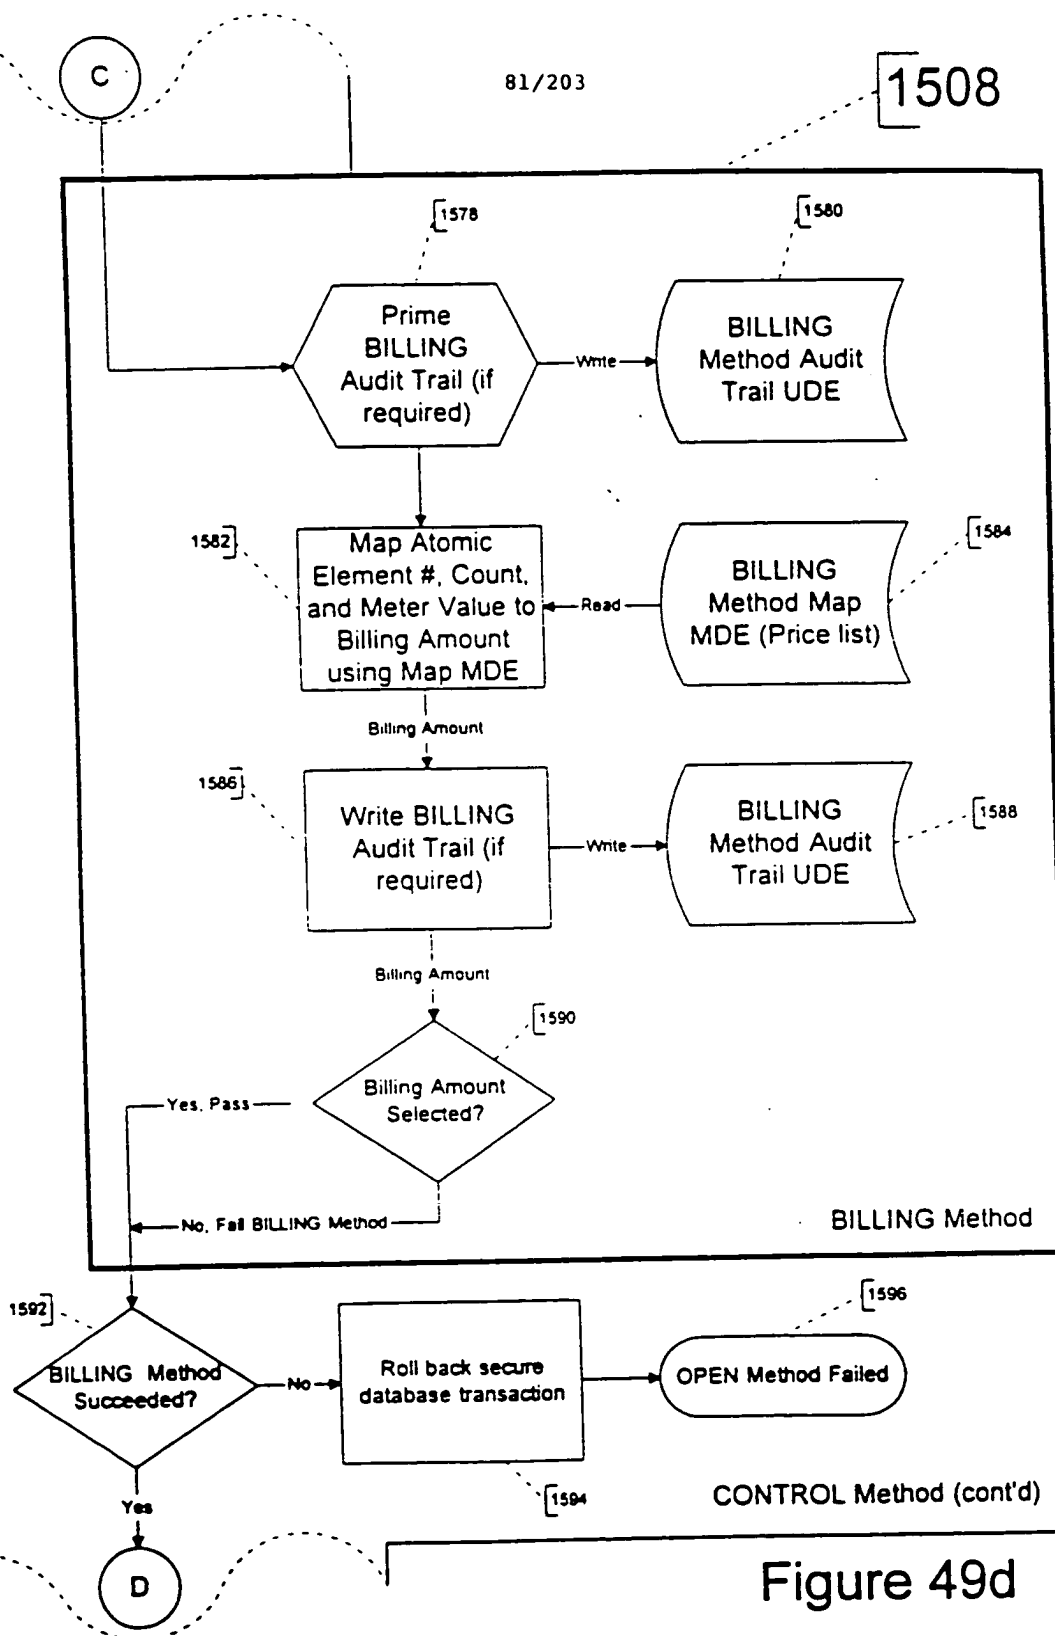 C
81/203
1508
1578
1580
Prime
BILLING
Audit Trail (if
required)
Write
BILLING
Method Audit
Trail UDE
1582
Map Atomic
Element #, Count,
and Meter Value to
Billing Amount
using Map MDE
Read
BILLING
Method Map
MDE (Price list)
1584
Billing Amount
1586
Write BILLING
Audit Trail (if
required)
Write
BILLING
Method Audit
Trail UDE
1588
Billing Amount
1590
Billing Amount
Selected?
Yes, Pass
No, Fail BILLING Method
BILLING Method
1592
BILLING Method
Succeeded?
No
Roll back secure
database transaction
1594
OPEN Method Failed
1596
Yes
CONTROL Method (cont'd)
D
Figure 49d